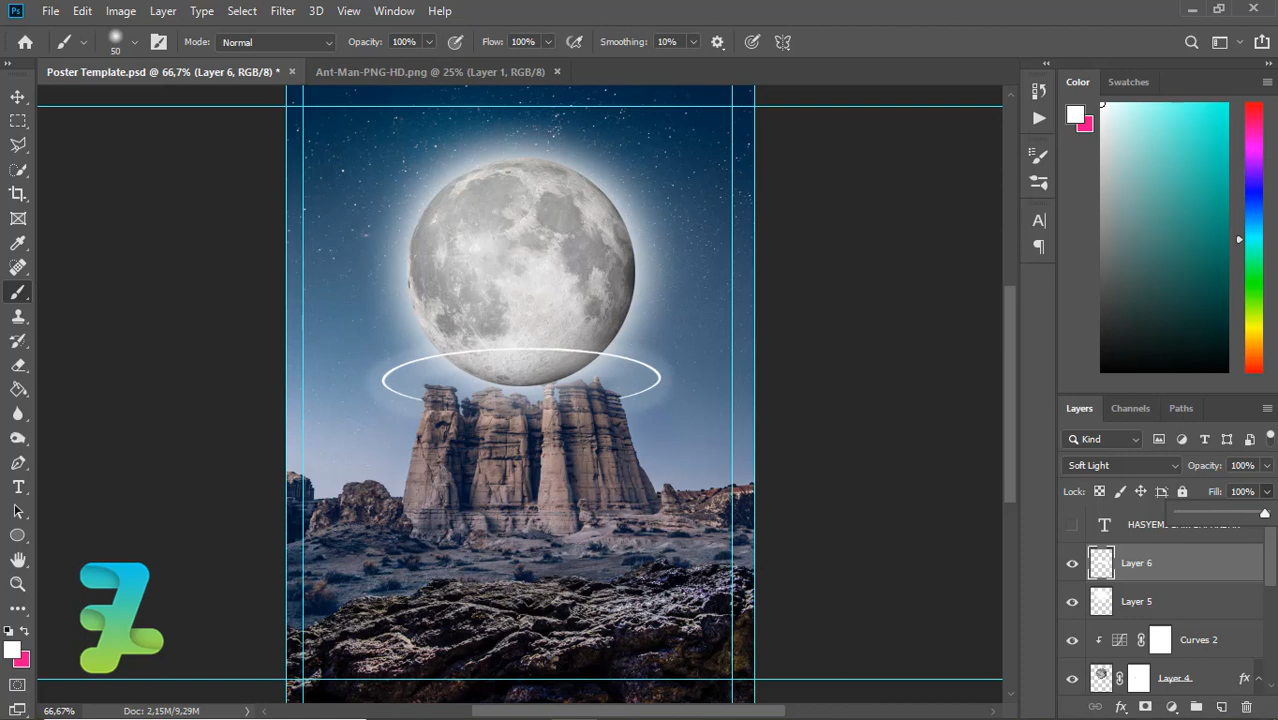 Ps File Edit Image Layer Type Select Filter 3D View Window Help
50 Mode: Normal Opacity: 100% Flow: 100% Smoothing: 10%
Poster Template.psd @ 66,7% (Layer 6, RGB/8) * × Ant-Man-PNG-HD.png @ 25% (Layer 1, RGB/8) ×
Color Swatches
Layers Channels Paths
Kind
Soft Light Opacity: 100%
Lock: Fill: 100%
Layer 6
Layer 5
Curves 2
Layer 4 fx
66,67% Doc: 2,15M/9,29M